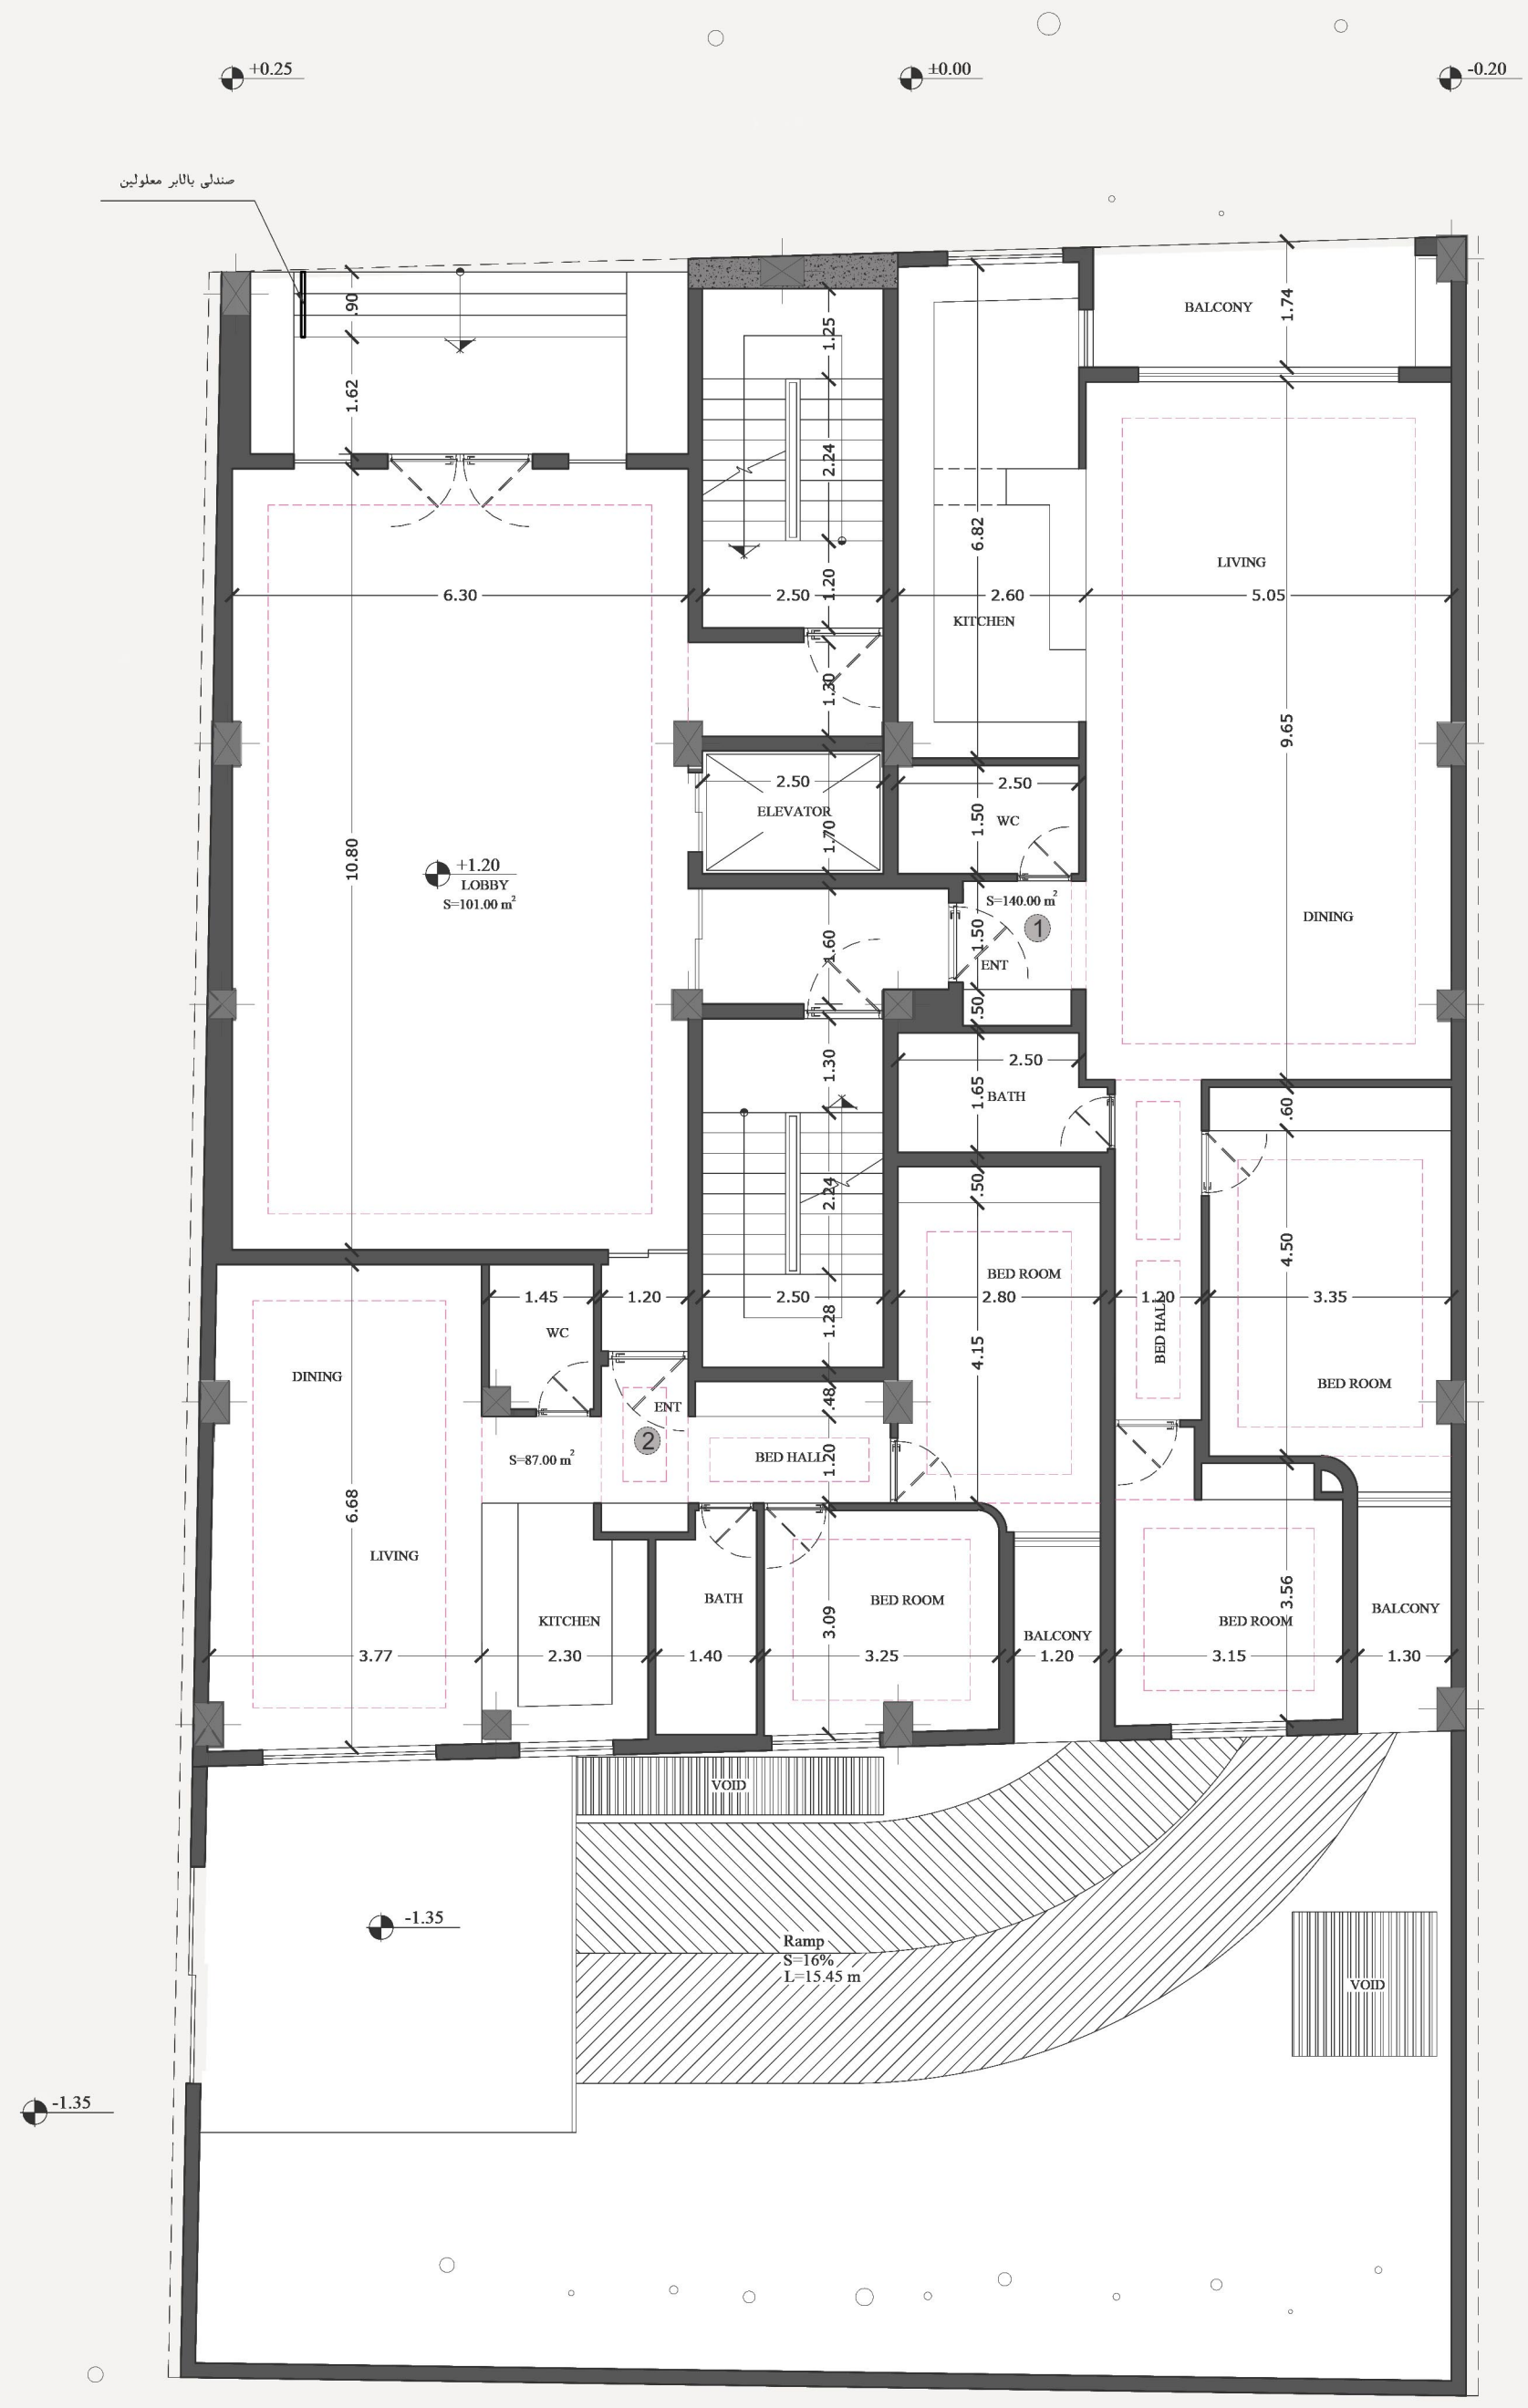 +0.25
±0.00
-0.20
صندلی بالابر معلولین
.90
1.62
1.25
2.24
1.20
1.30
BALCONY
1.74
6.82
LIVING
6.30
2.50
2.60
5.05
KITCHEN
9.65
2.50
ELEVATOR
1.70
2.50
1.50
WC
10.80
+1.20
LOBBY
S=101.00 m²
S=140.00 m²
1
1.50
ENT
.50
1.60
DINING
1.30
2.50
1.65
BATH
.60
2.24
.50
4.50
BED ROOM
1.45
1.20
2.50
2.80
1.20
3.35
1.28
WC
BED HALL
4.15
DINING
BED ROOM
.48
ENT
2
S=87.00 m²
BED HALL
1.20
6.68
LIVING
KITCHEN
BATH
3.09
BED ROOM
BALCONY
3.56
BED ROOM
BALCONY
3.77
2.30
1.40
3.25
1.20
3.15
1.30
VOID
-1.35
Ramp
S=16%
L=15.45 m
VOID
-1.35